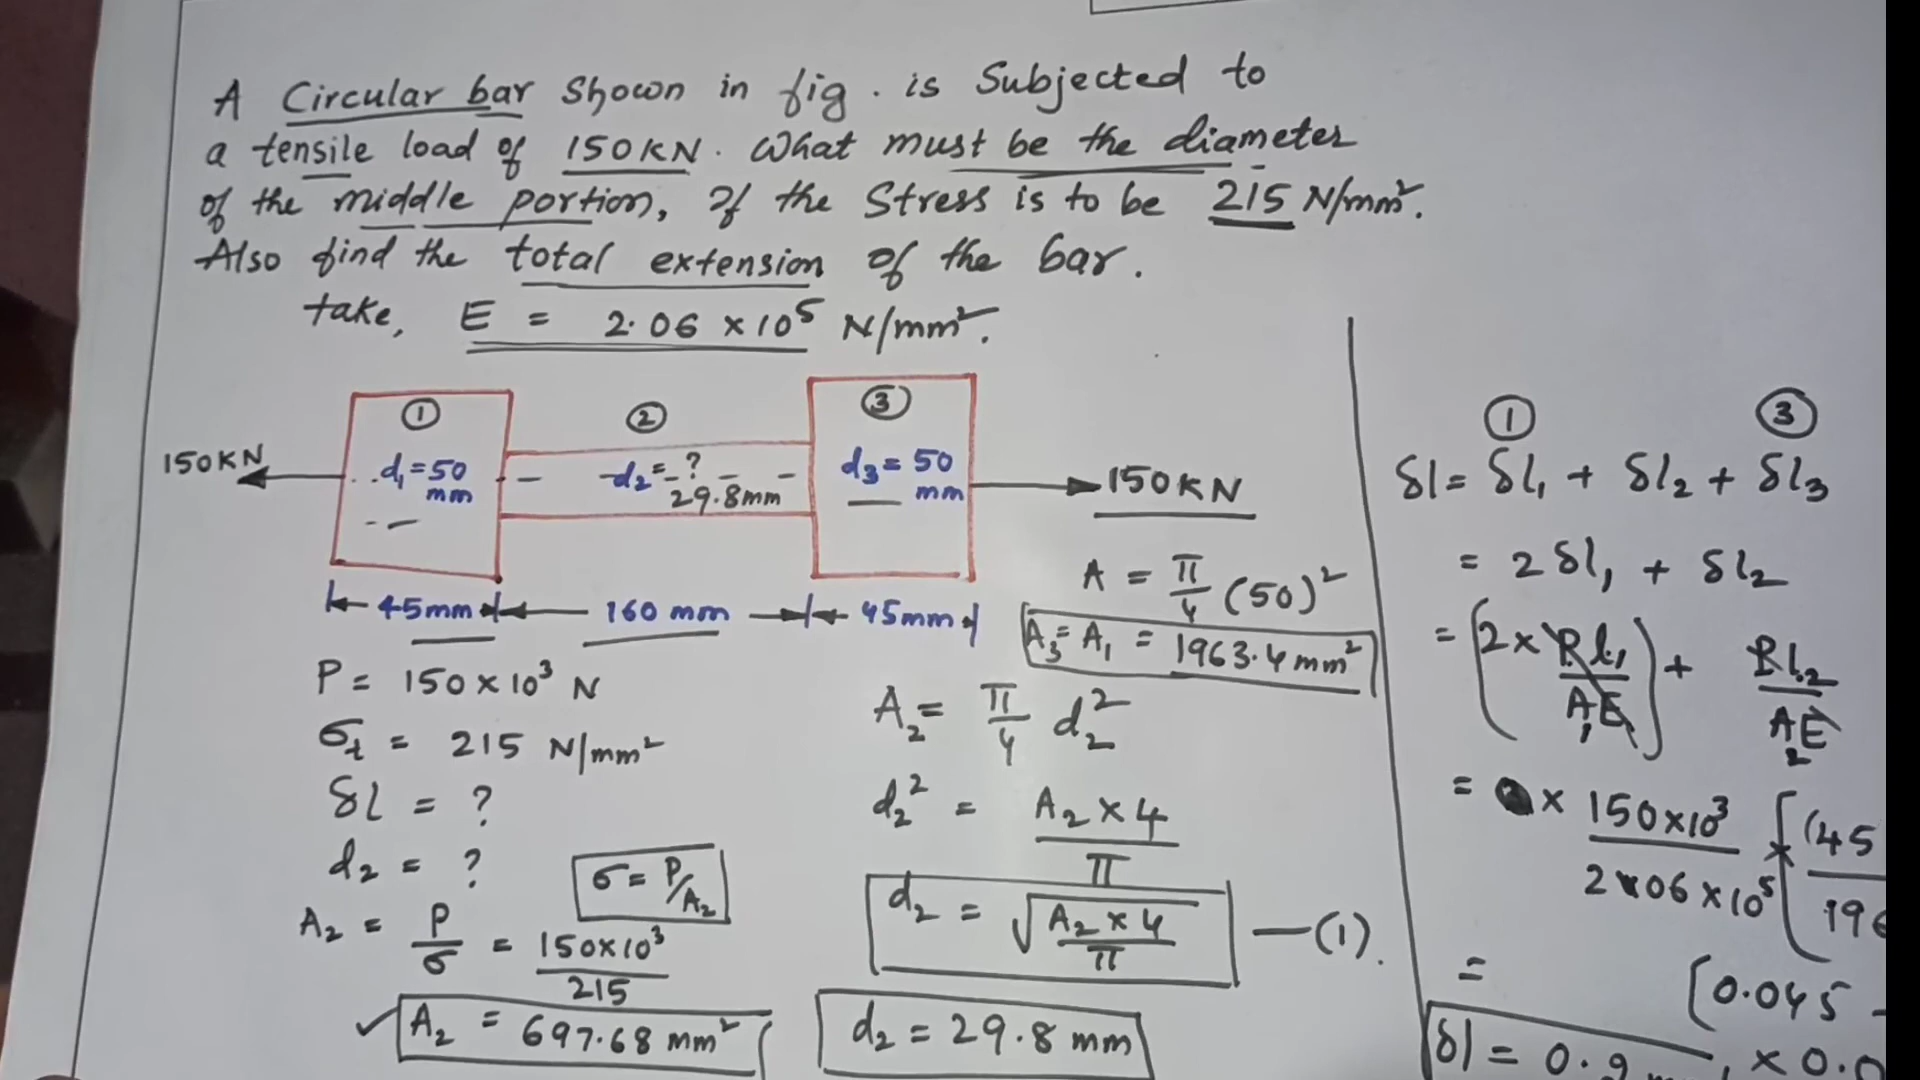 A Circular bar shown in fig. is Subjected to
a tensile load of 150KN. What must be the diameter
of the middle portion, If the Stress is to be 215 N/mm².
Also find the total extension of the bar.
take, E = 2.06 × 10⁵ N/mm².
① ② ③
150KN d₁=50 mm d₂=? 29.8mm d₃=50 mm 150KN
45mm 160 mm 45mm
P = 150×10³ N
σt = 215 N/mm²
δl = ?
d₂ = ?
σ = P/A₂
A₂ = P/σ = 150×10³/215
A₂ = 697.68 mm²
A = π/4 (50)²
A₃ = A₁ = 1963.4 mm²
A₂ = π/4 d₂²
d₂² = A₂×4/π
d₂ = √(A₂×4/π) —(1).
d₂ = 29.8 mm
① ③
δl = δl₁ + δl₂ + δl₃
= 2δl₁ + δl₂
= (2× Pl₁/A₁E) + Pl₂/A₂E
= × 150×10³/2.06×10⁵ × [(45/196
= [0.045
δl = 0.9 × 0.0